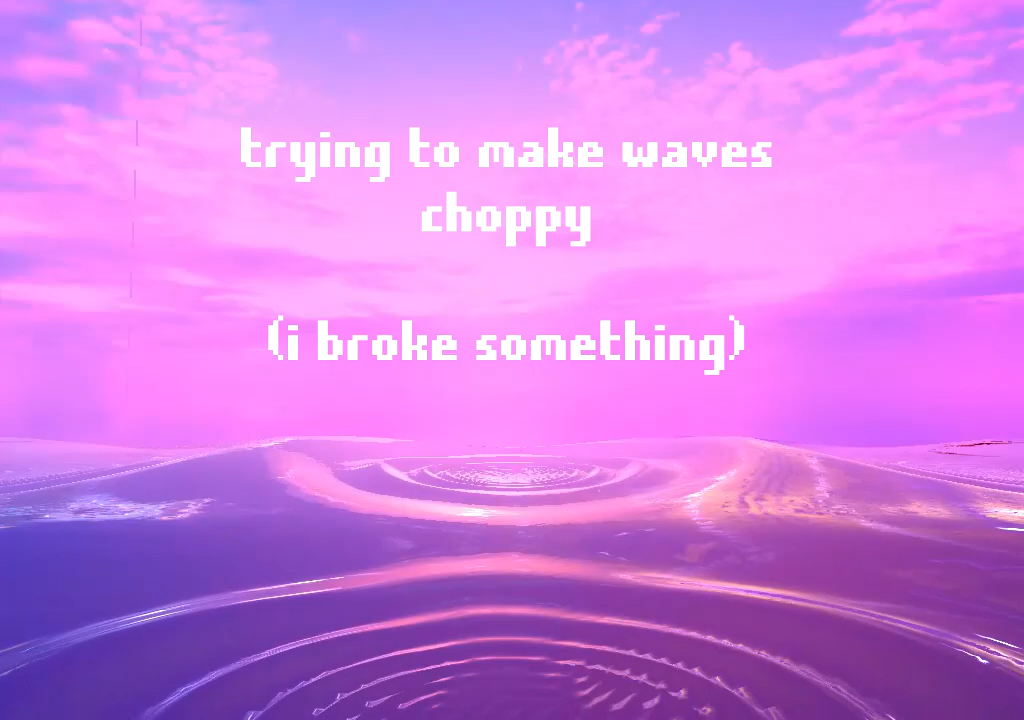 trying to make waves
choppy
(i broke something)